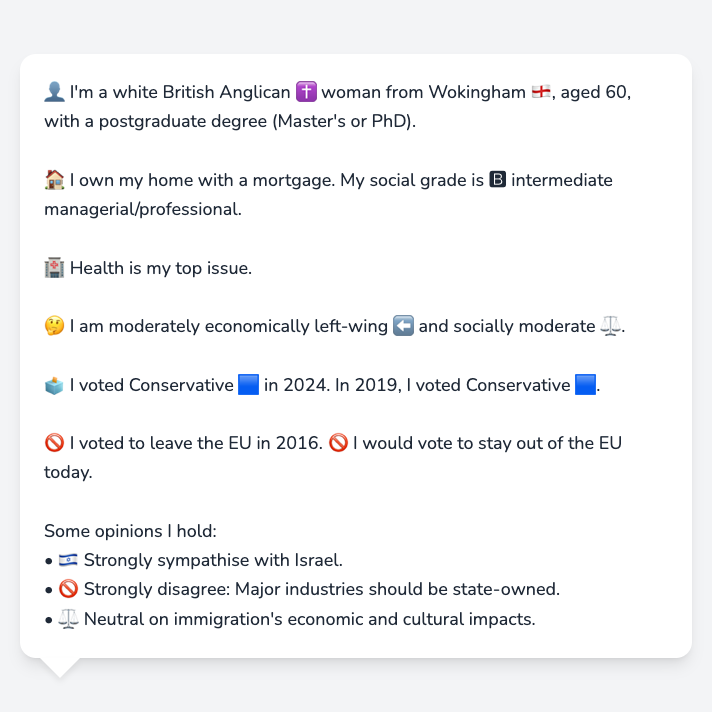 👤 I'm a white British Anglican ✝️ woman from Wokingham 🏴󠁧󠁢󠁥󠁮󠁧󠁿, aged 60,
with a postgraduate degree (Master's or PhD).
🏠 I own my home with a mortgage. My social grade is 🅱 intermediate
managerial/professional.
🏥 Health is my top issue.
🤔 I am moderately economically left-wing ⬅️ and socially moderate ⚖️.
🗳️ I voted Conservative 🟦 in 2024. In 2019, I voted Conservative 🟦.
🚫 I voted to leave the EU in 2016. 🚫 I would vote to stay out of the EU
today.
Some opinions I hold:
• 🇮🇱 Strongly sympathise with Israel.
• 🚫 Strongly disagree: Major industries should be state-owned.
• ⚖️ Neutral on immigration's economic and cultural impacts.